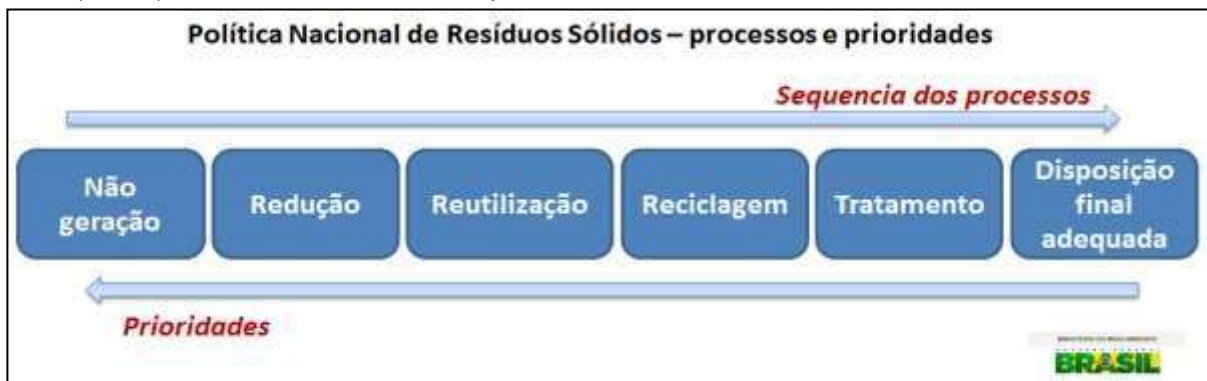 Política Nacional de Resíduos Sólidos – processos e prioridades
Sequencia dos processos
Não
geração
Redução
Reutilização
Reciclagem
Tratamento
Disposição
final
adequada
Prioridades
BRASIL